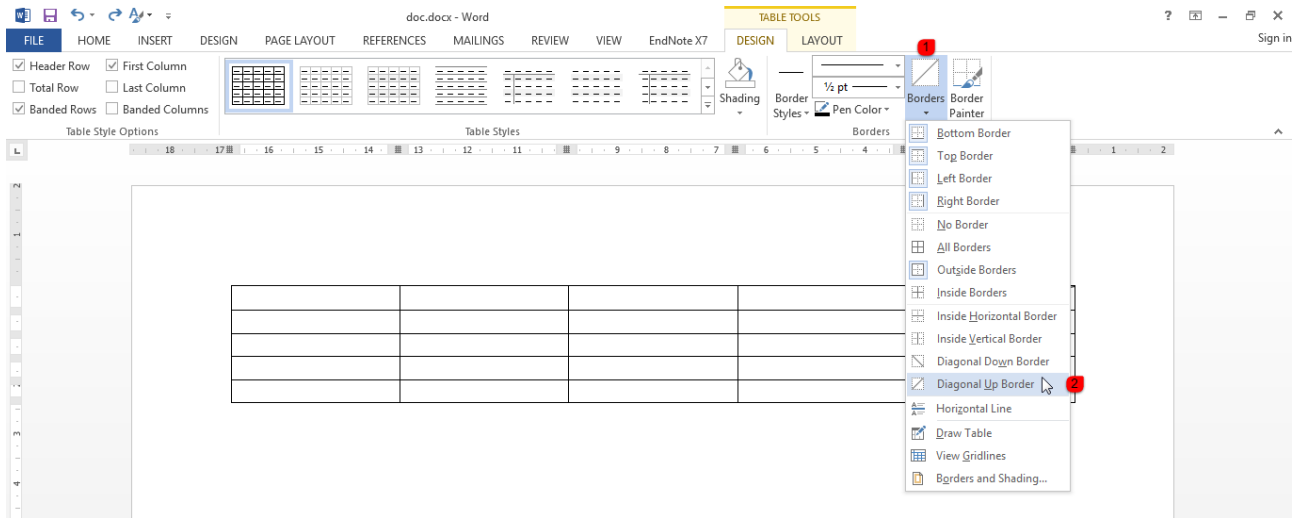 doc.docx - Word
TABLE TOOLS
?
FILE HOME INSERT DESIGN PAGE LAYOUT REFERENCES MAILINGS REVIEW VIEW EndNote X7 DESIGN LAYOUT Sign in
1
Header Row First Column
Total Row Last Column
Banded Rows Banded Columns
Table Style Options
Table Styles
Shading
Border Styles
½ pt
Pen Color
Borders
Border Painter
Borders
18 17 16 15 14 13 12 11 9 8 7 6 5 4 1 2
2
1
Bottom Border
Top Border
Left Border
Right Border
No Border
All Borders
Outside Borders
Inside Borders
Inside Horizontal Border
Inside Vertical Border
Diagonal Down Border
Diagonal Up Border
2
Horizontal Line
Draw Table
View Gridlines
Borders and Shading...
3
4